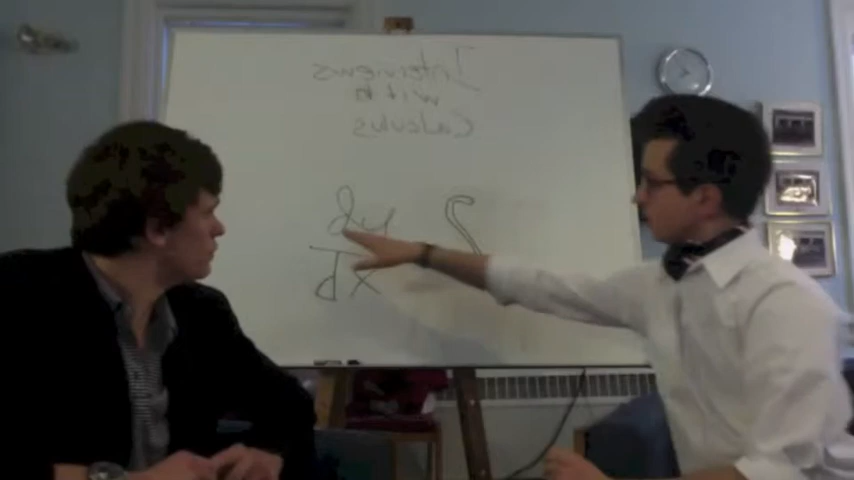 Interviews
with
Calculus
dy ∫
dx